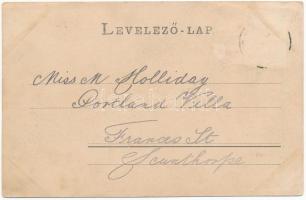 LEVELEZŐ-LAP
Miss M Holliday
Portland Villa
Frances St
Scunthorpe